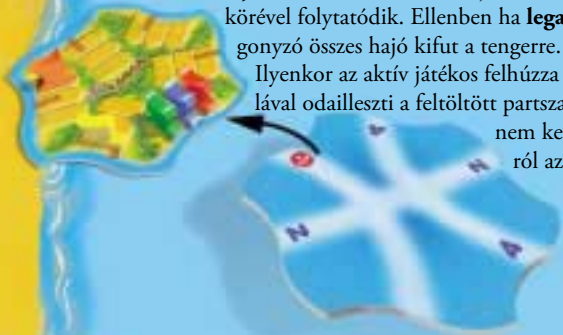 körével folytatódik. Ellenben ha lega
gonyzó összes hajó kifut a tengerre.
Ilyenkor az aktív játékos felhúzza
lával odailleszti a feltöltött partsza
nem ke
ról az